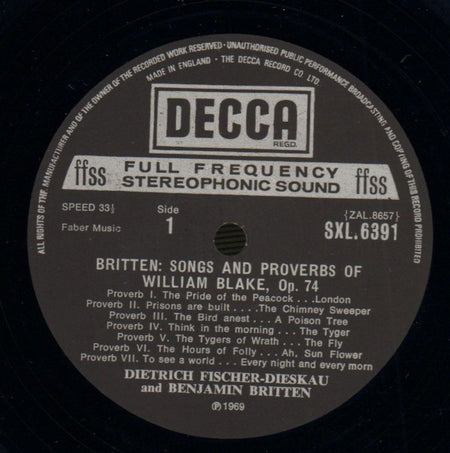 ALL RIGHTS OF THE MANUFACTURER AND OF THE OWNER OF THE RECORDED WORK RESERVED · UNAUTHORISED PUBLIC PERFORMANCE BROADCASTING AND COPYING OF THIS RECORD PROHIBITED
MADE IN ENGLAND · THE DECCA RECORD CO LTD
DECCA
REGD.
ffss FULL FREQUENCY ffss
STEREOPHONIC SOUND
SPEED 33⅓ Side {ZAL.8657}
Faber Music 1 SXL.6391
BRITTEN: SONGS AND PROVERBS OF
WILLIAM BLAKE, Op. 74
Proverb I. The Pride of the Peacock . . . London
Proverb II. Prisons are built . . . . The Chimney Sweeper
Proverb III. The Bird anest . . . A Poison Tree
Proverb IV. Think in the morning . . . The Tyger
Proverb V. The Tygers of Wrath . . . The Fly
Proverb VI. The Hours of Folly . . . Ah, Sun Flower
Proverb VII. To see a world . . . Every night and every morn
DIETRICH FISCHER-DIESKAU
and BENJAMIN BRITTEN
℗ 1969